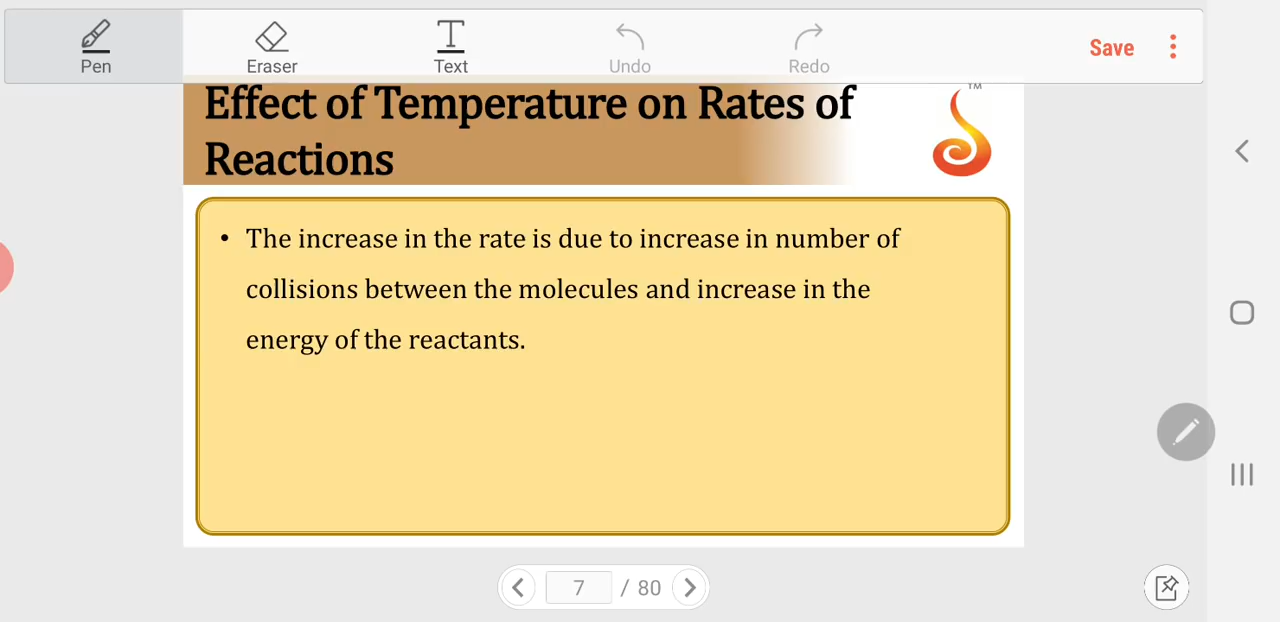 Pen
Eraser
Text
Undo
Redo
Save
Effect of Temperature on Rates of
Reactions
TM
• The increase in the rate is due to increase in number of
collisions between the molecules and increase in the
energy of the reactants.
7 / 80